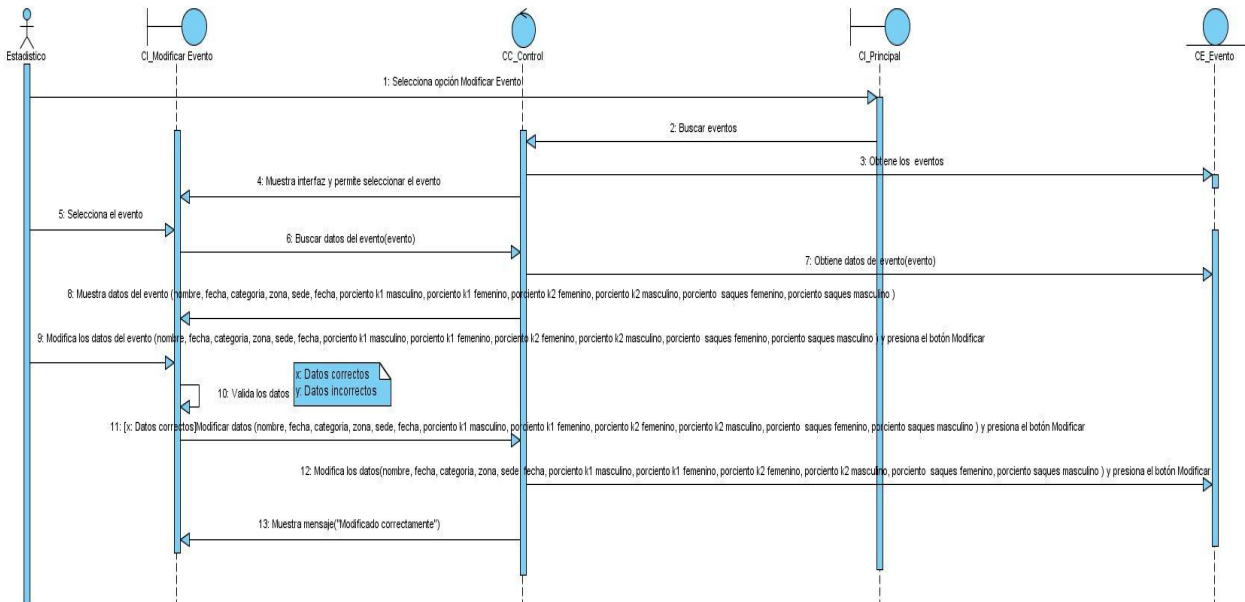 Estadistico
CI_Modificar Evento
CC_Control
CI_Principal
CE_Evento
1: Selecciona opción Modificar Evento
2: Buscar eventos
3: Obtiene los eventos
4: Muestra interfaz y permite seleccionar el evento
5: Selecciona el evento
6: Buscar datos del evento(evento)
7: Obtiene datos del evento(evento)
8: Muestra datos del evento (nombre, fecha, categoria, zona, sede, fecha, porciento k1 masculino, porciento k1 femenino, porciento k2 femenino, porciento k2 masculino, porciento saques femenino, porciento saques masculino )
9: Modifica los datos del evento (nombre, fecha, categoria, zona, sede, fecha, porciento k1 masculino, porciento k1 femenino, porciento k2 femenino, porciento k2 masculino, porciento saques femenino, porciento saques masculino ) y presiona el botón Modificar
x: Datos correctos
y: Datos incorrectos
10: Valida los datos
11: [x: Datos correctos]Modificar datos (nombre, fecha, categoria, zona, sede, fecha, porciento k1 masculino, porciento k1 femenino, porciento k2 femenino, porciento k2 masculino, porciento saques femenino, porciento saques masculino ) y presiona el botón Modificar
12: Modifica los datos(nombre, fecha, categoria, zona, sede, fecha, porciento k1 masculino, porciento k1 femenino, porciento k2 femenino, porciento k2 masculino, porciento saques femenino, porciento saques masculino ) y presiona el botón Modificar
13: Muestra mensaje("Modificado correctamente")